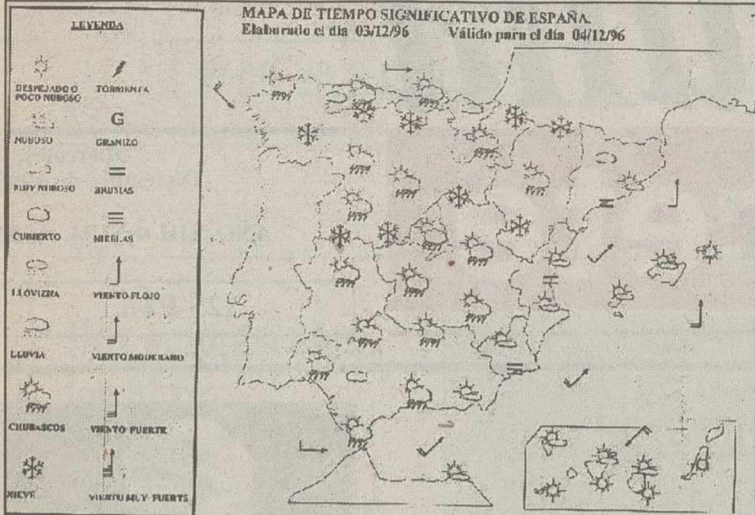 MAPA DE TIEMPO SIGNIFICATIVO DE ESPAÑA.
Elaborado el día 03/12/96 Válido para el día 04/12/96
LEYENDA
DESPEJADO O
POCO NUBOSO
TORMENTA
NUBOSO
G
GRANIZO
MUY NUBOSO
BRUMAS
CUBIERTO
NIEBLAS
LLOVIZNA
VIENTO FLOJO
LLUVIA
VIENTO MODERADO
CHUBASCOS
VIENTO FUERTE
NIEVE
VIENTO MUY FUERTE